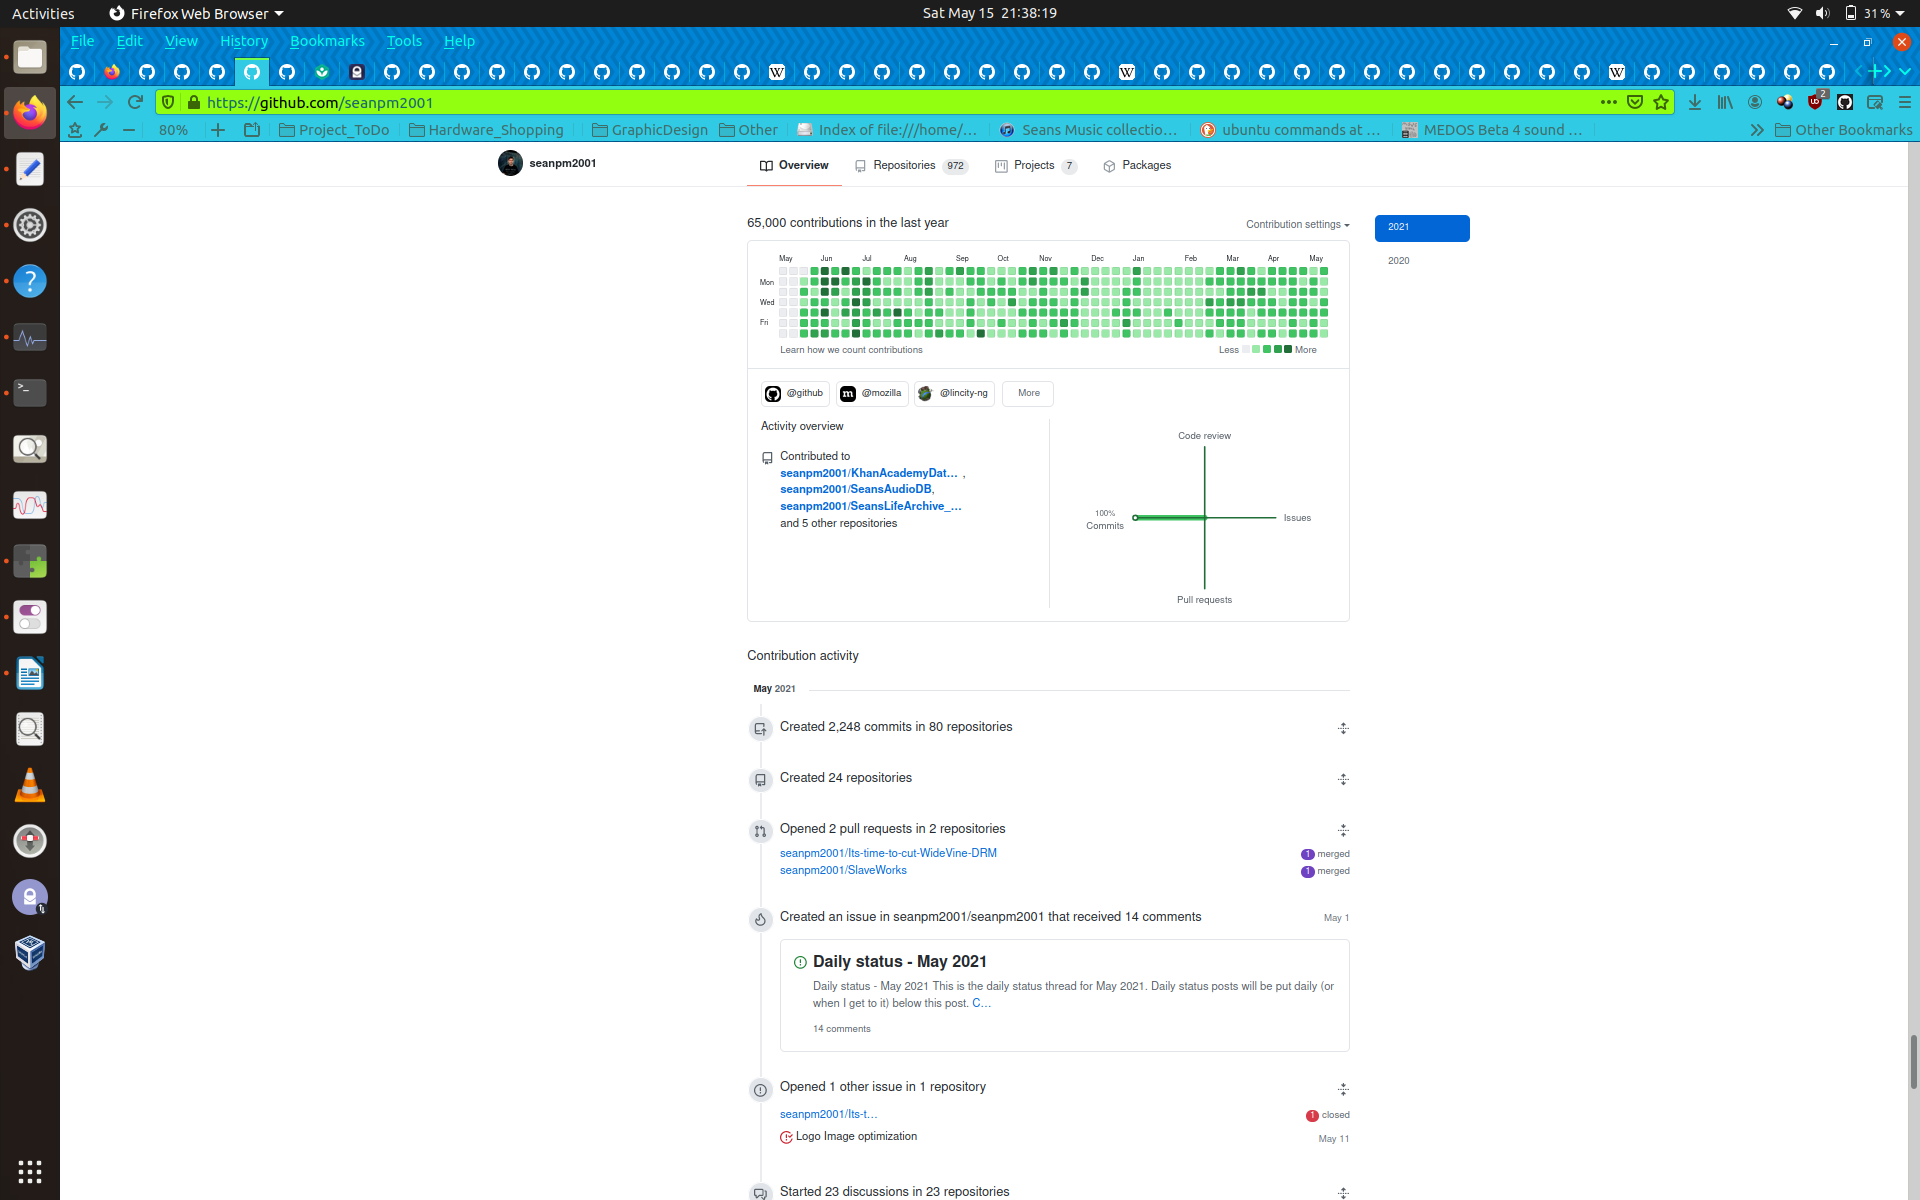 Activities
Firefox Web Browser
Sat May 15 21:38:19
31 %
File Edit View History Bookmarks Tools Help
https://github.com/seanpm2001
2
80%
Project_ToDo
Hardware_Shopping
GraphicDesign
Other
Index of file:///home/...
Seans Music collectio...
ubuntu commands at ...
MEDOS Beta 4 sound ...
Other Bookmarks
seanpm2001
Overview
Repositories 972
Projects 7
Packages
65,000 contributions in the last year
Contribution settings
2021
2020
May Jun Jul Aug Sep Oct Nov Dec Jan Feb Mar Apr May
Mon
Wed
Fri
Learn how we count contributions
Less More
@github
@mozilla
@lincity-ng
More
Activity overview
Contributed to
seanpm2001/KhanAcademyDat... ,
seanpm2001/SeansAudioDB,
seanpm2001/SeansLifeArchive_...
and 5 other repositories
Code review
100%
Commits
Issues
Pull requests
Contribution activity
May 2021
Created 2,248 commits in 80 repositories
Created 24 repositories
Opened 2 pull requests in 2 repositories
seanpm2001/Its-time-to-cut-WideVine-DRM
1 merged
seanpm2001/SlaveWorks
1 merged
Created an issue in seanpm2001/seanpm2001 that received 14 comments
May 1
Daily status - May 2021
Daily status - May 2021 This is the daily status thread for May 2021. Daily status posts will be put daily (or
when I get to it) below this post. C...
14 comments
Opened 1 other issue in 1 repository
seanpm2001/Its-t...
1 closed
Logo Image optimization
May 11
Started 23 discussions in 23 repositories